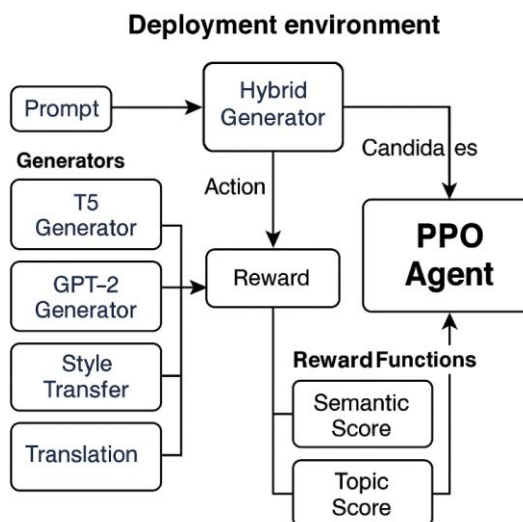 Deployment environment
Prompt
Hybrid
Generator
Candida es
Generators
Action
T5
Generator
PPO
Agent
GPT-2
Generator
Reward
Reward Functions
Style
Transfer
Semantic
Score
Translation
Topic
Score